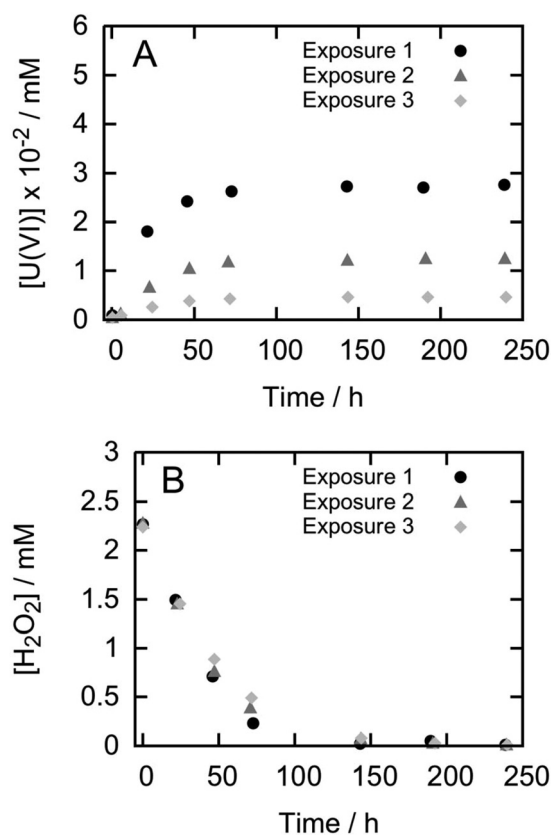 A
Exposure 1
Exposure 2
Exposure 3
[U(VI)] x 10⁻² / mM
6
5
4
3
2
1
0
0 50 100 150 200 250
Time / h
B
Exposure 1
Exposure 2
Exposure 3
[H₂O₂] / mM
3
2.5
2
1.5
1
0.5
0
0 50 100 150 200 250
Time / h